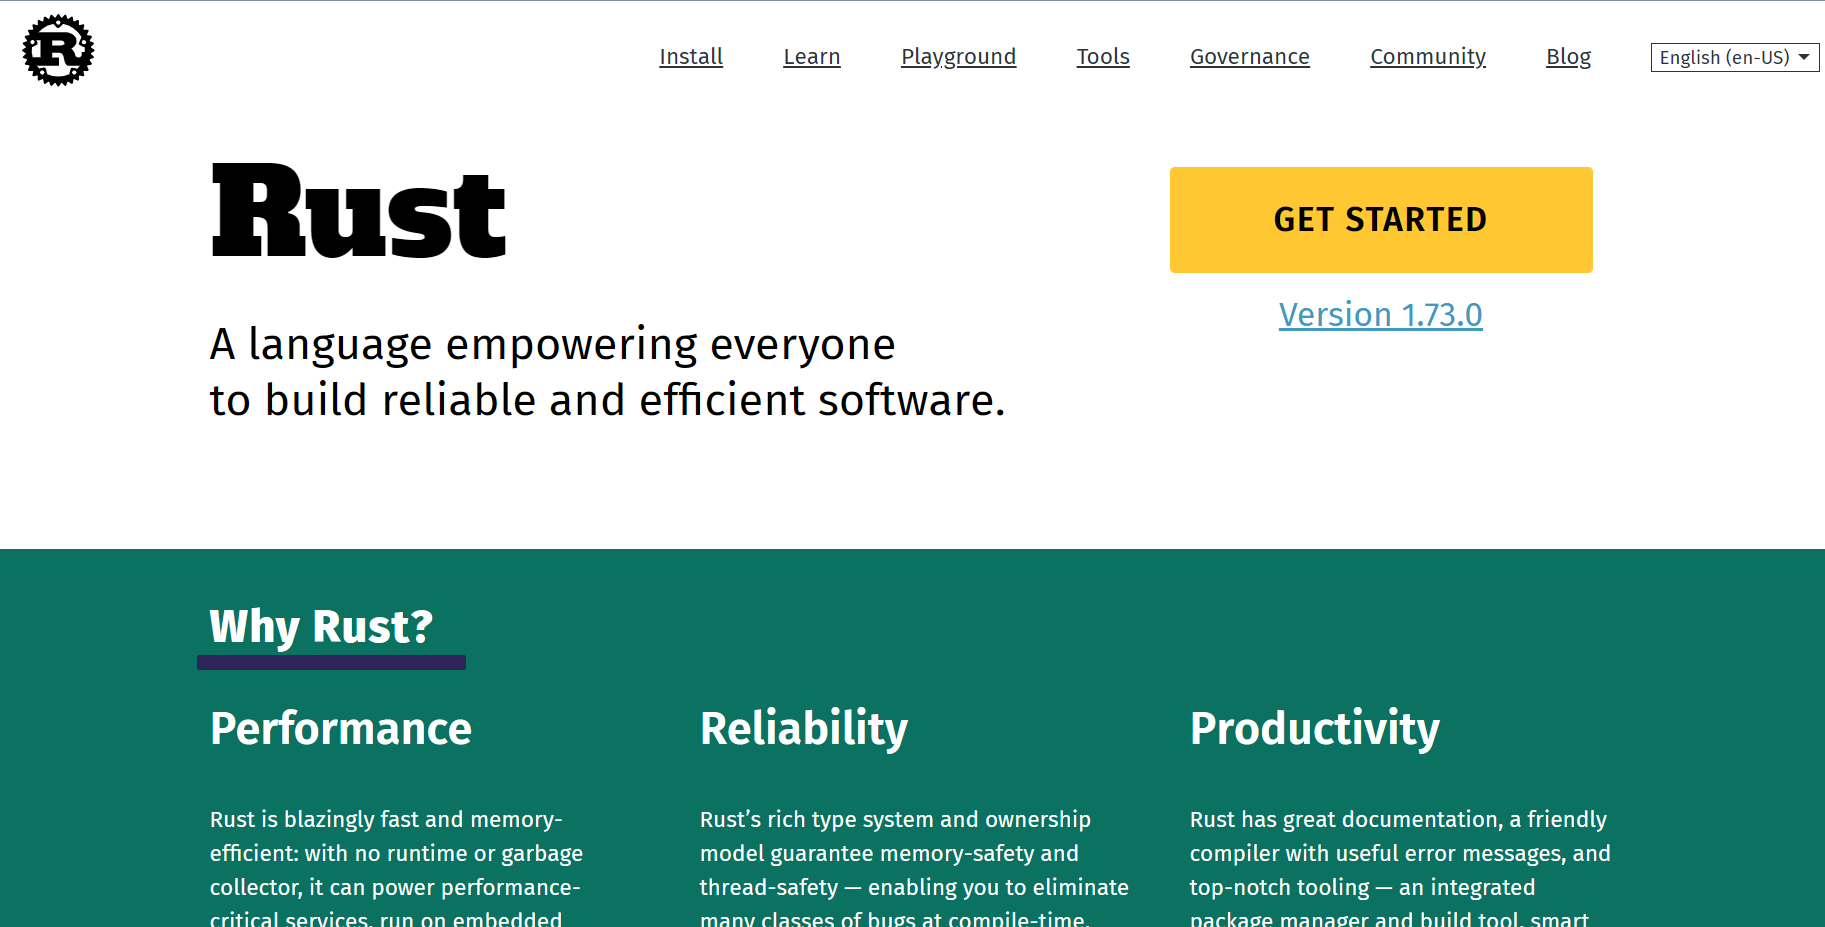 R
Install Learn Playground Tools Governance Community Blog English (en-US)
Rust
GET STARTED
Version 1.73.0
A language empowering everyone
to build reliable and efficient software.
Why Rust?
Performance
Rust is blazingly fast and memory-
efficient: with no runtime or garbage
collector, it can power performance-
critical services, run on embedded
Reliability
Rust’s rich type system and ownership
model guarantee memory-safety and
thread-safety — enabling you to eliminate
many classes of bugs at compile-time.
Productivity
Rust has great documentation, a friendly
compiler with useful error messages, and
top-notch tooling — an integrated
package manager and build tool, smart